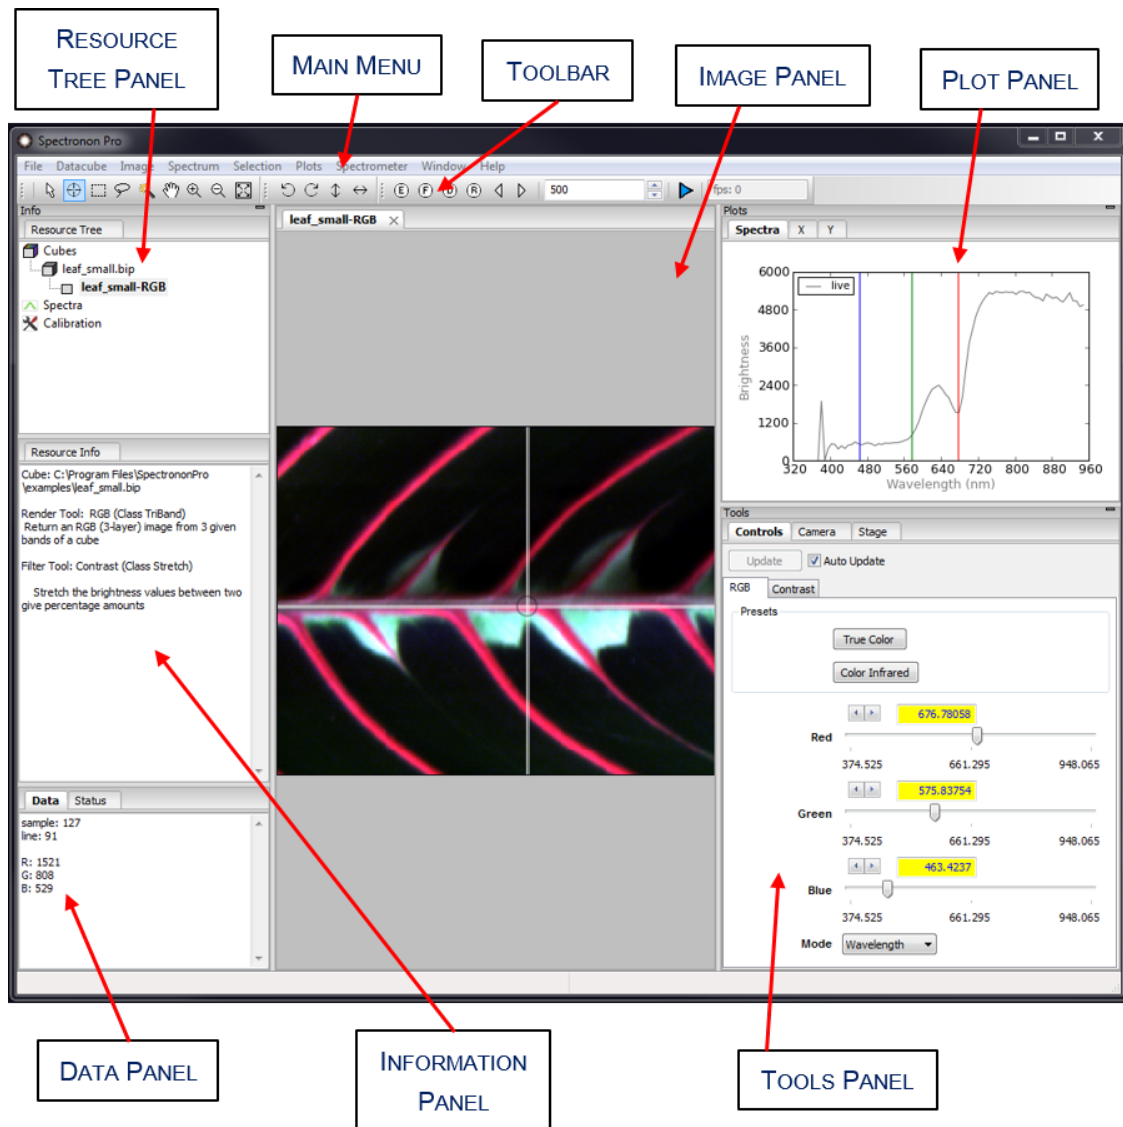 RESOURCE
TREE PANEL
MAIN MENU
TOOLBAR
IMAGE PANEL
PLOT PANEL
Spectronon Pro
File Datacube Image Spectrum Selection Plots Spectrometer Window Help
E F D R 500 fps: 0
Info
Resource Tree
Cubes
leaf_small.bip
leaf_small-RGB
Spectra
Calibration
Resource Info
Cube: C:\Program Files\SpectrononPro
\examples\leaf_small.bip
Render Tool: RGB (Class TriBand)
Return an RGB (3-layer) image from 3 given
bands of a cube
Filter Tool: Contrast (Class Stretch)
Stretch the brightness values between two
give percentage amounts
Data Status
sample: 127
line: 91
R: 1521
G: 808
B: 529
leaf_small-RGB
Plots
Spectra X Y
6000
4800
3600
2400
1200
0
Brightness
live
320 400 480 560 640 720 800 880 960
Wavelength (nm)
Tools
Controls Camera Stage
Update Auto Update
RGB Contrast
Presets
True Color
Color Infrared
676.78058
Red
374.525 661.295 948.065
575.83754
Green
374.525 661.295 948.065
463.4237
Blue
374.525 661.295 948.065
Mode Wavelength
DATA PANEL
INFORMATION
PANEL
TOOLS PANEL